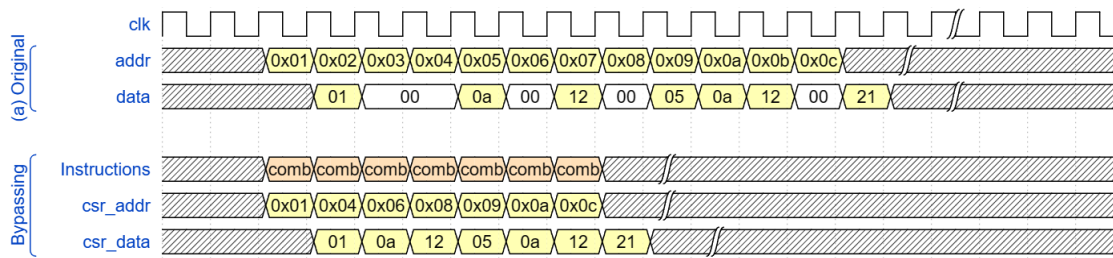 clk
(a) Original
addr 0x01 0x02 0x03 0x04 0x05 0x06 0x07 0x08 0x09 0x0a 0x0b 0x0c
data 01 00 0a 00 12 00 05 0a 12 00 21
Bypassing
Instructions comb comb comb comb comb comb comb
csr_addr 0x01 0x04 0x06 0x08 0x09 0x0a 0x0c
csr_data 01 0a 12 05 0a 12 21